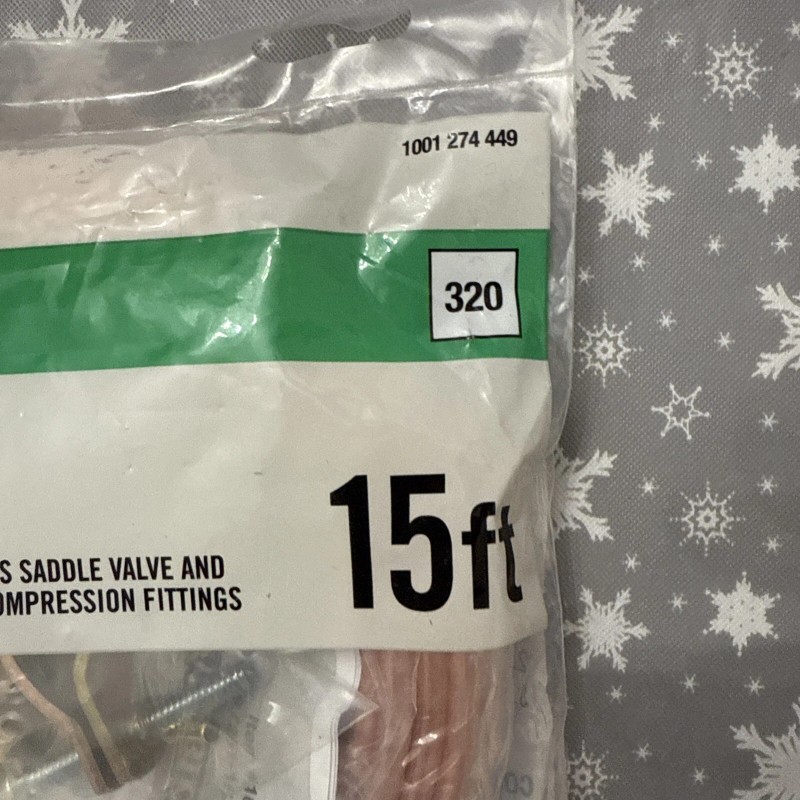 1001 274 449
320
15ft
S SADDLE VALVE AND
OMPRESSION FITTINGS